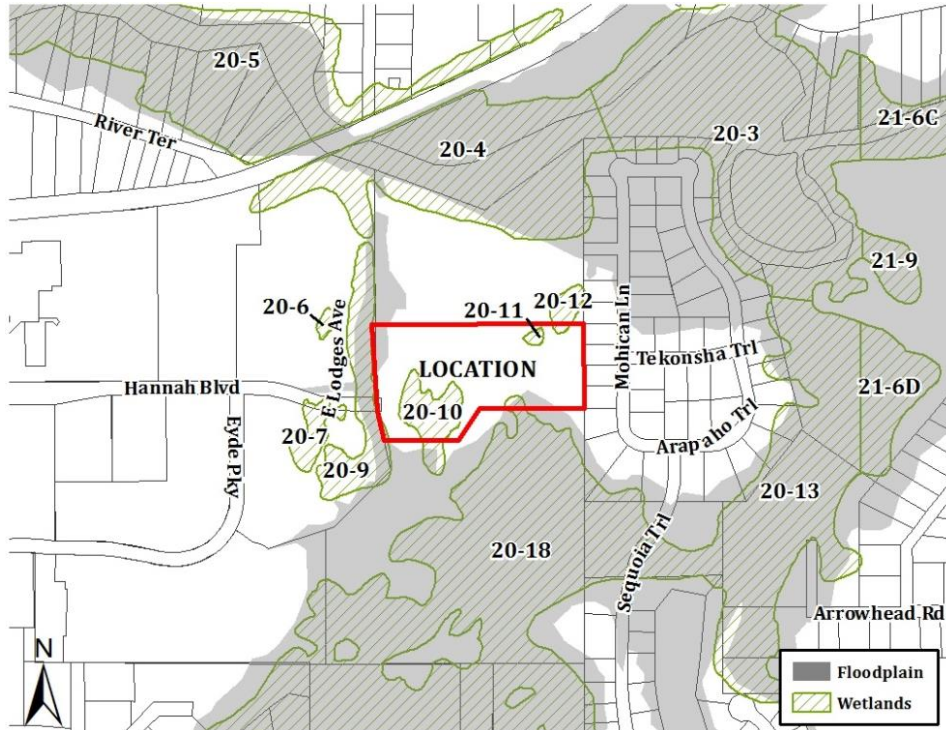 20-5
21-6C
River Ter
20-3
20-4
21-9
20-12
20-11
20-6
E Lodges Ave
Mohican Ln
Tekonsha Trl
LOCATION
Hannah Blvd
21-6D
20-10
Arapaho Trl
20-7
Eyde Pky
20-9
20-13
20-18
Sequoia Trl
Arrowhead Rd
N
Floodplain
Wetlands